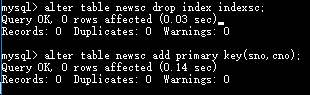 mysql> alter table newsc drop index indexsc;
Query OK, 0 rows affected (0.03 sec)
Records: 0  Duplicates: 0  Warnings: 0
mysql> alter table newsc add primary key(sno,cno);
Query OK, 0 rows affected (0.14 sec)
Records: 0  Duplicates: 0  Warnings: 0